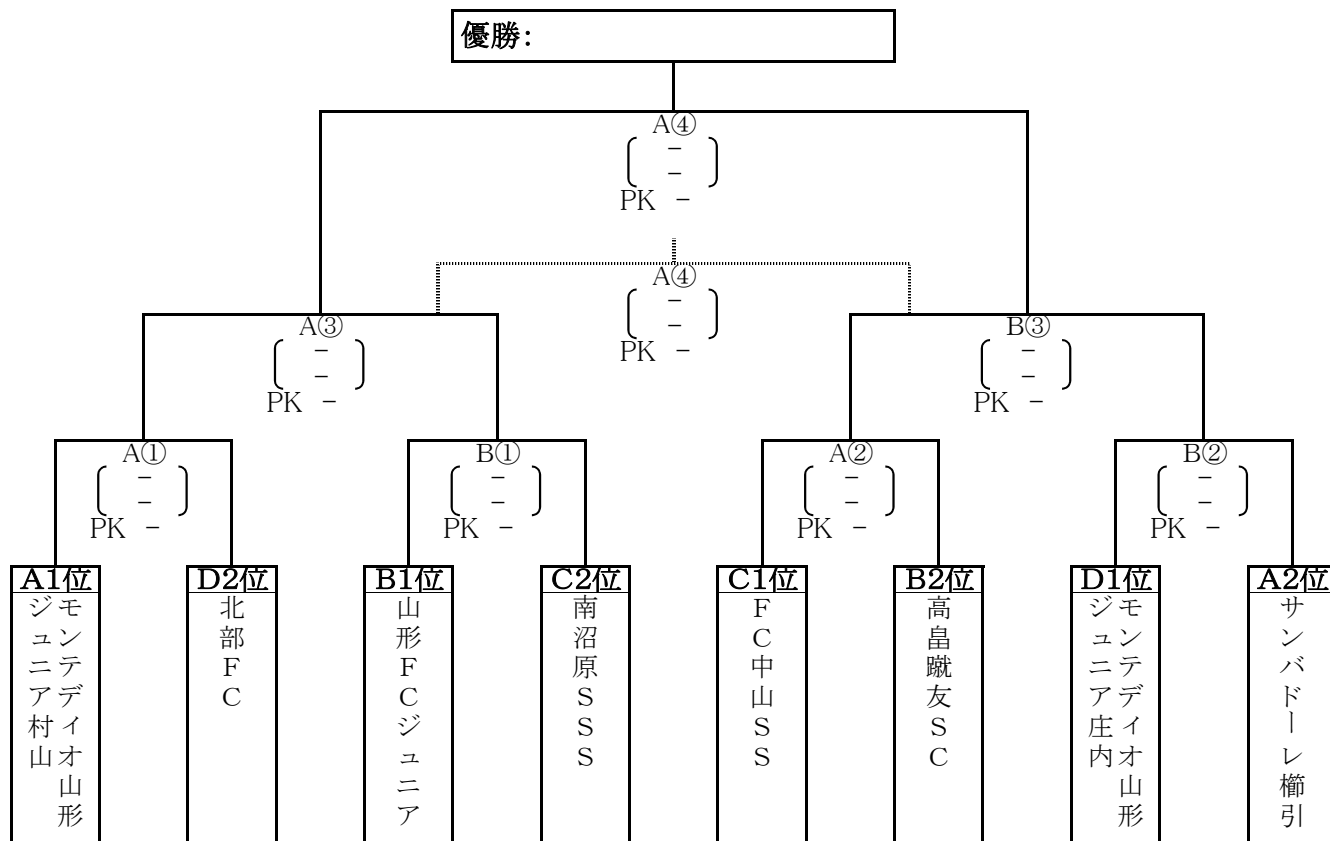 優勝:
A④
-
-
PK -
A④
-
-
PK -
A③
-
-
PK -
B③
-
-
PK -
A①
-
-
PK -
B①
-
-
PK -
A②
-
-
PK -
B②
-
-
PK -
A1位
モンテディオ山形
ジュニア村山
D2位
北部FC
B1位
山形FCジュニア
C2位
南沼原SSS
C1位
FC中山SS
B2位
高畠蹴友SC
D1位
モンテディオ山形
ジュニア庄内
A2位
サンバドーレ櫛引